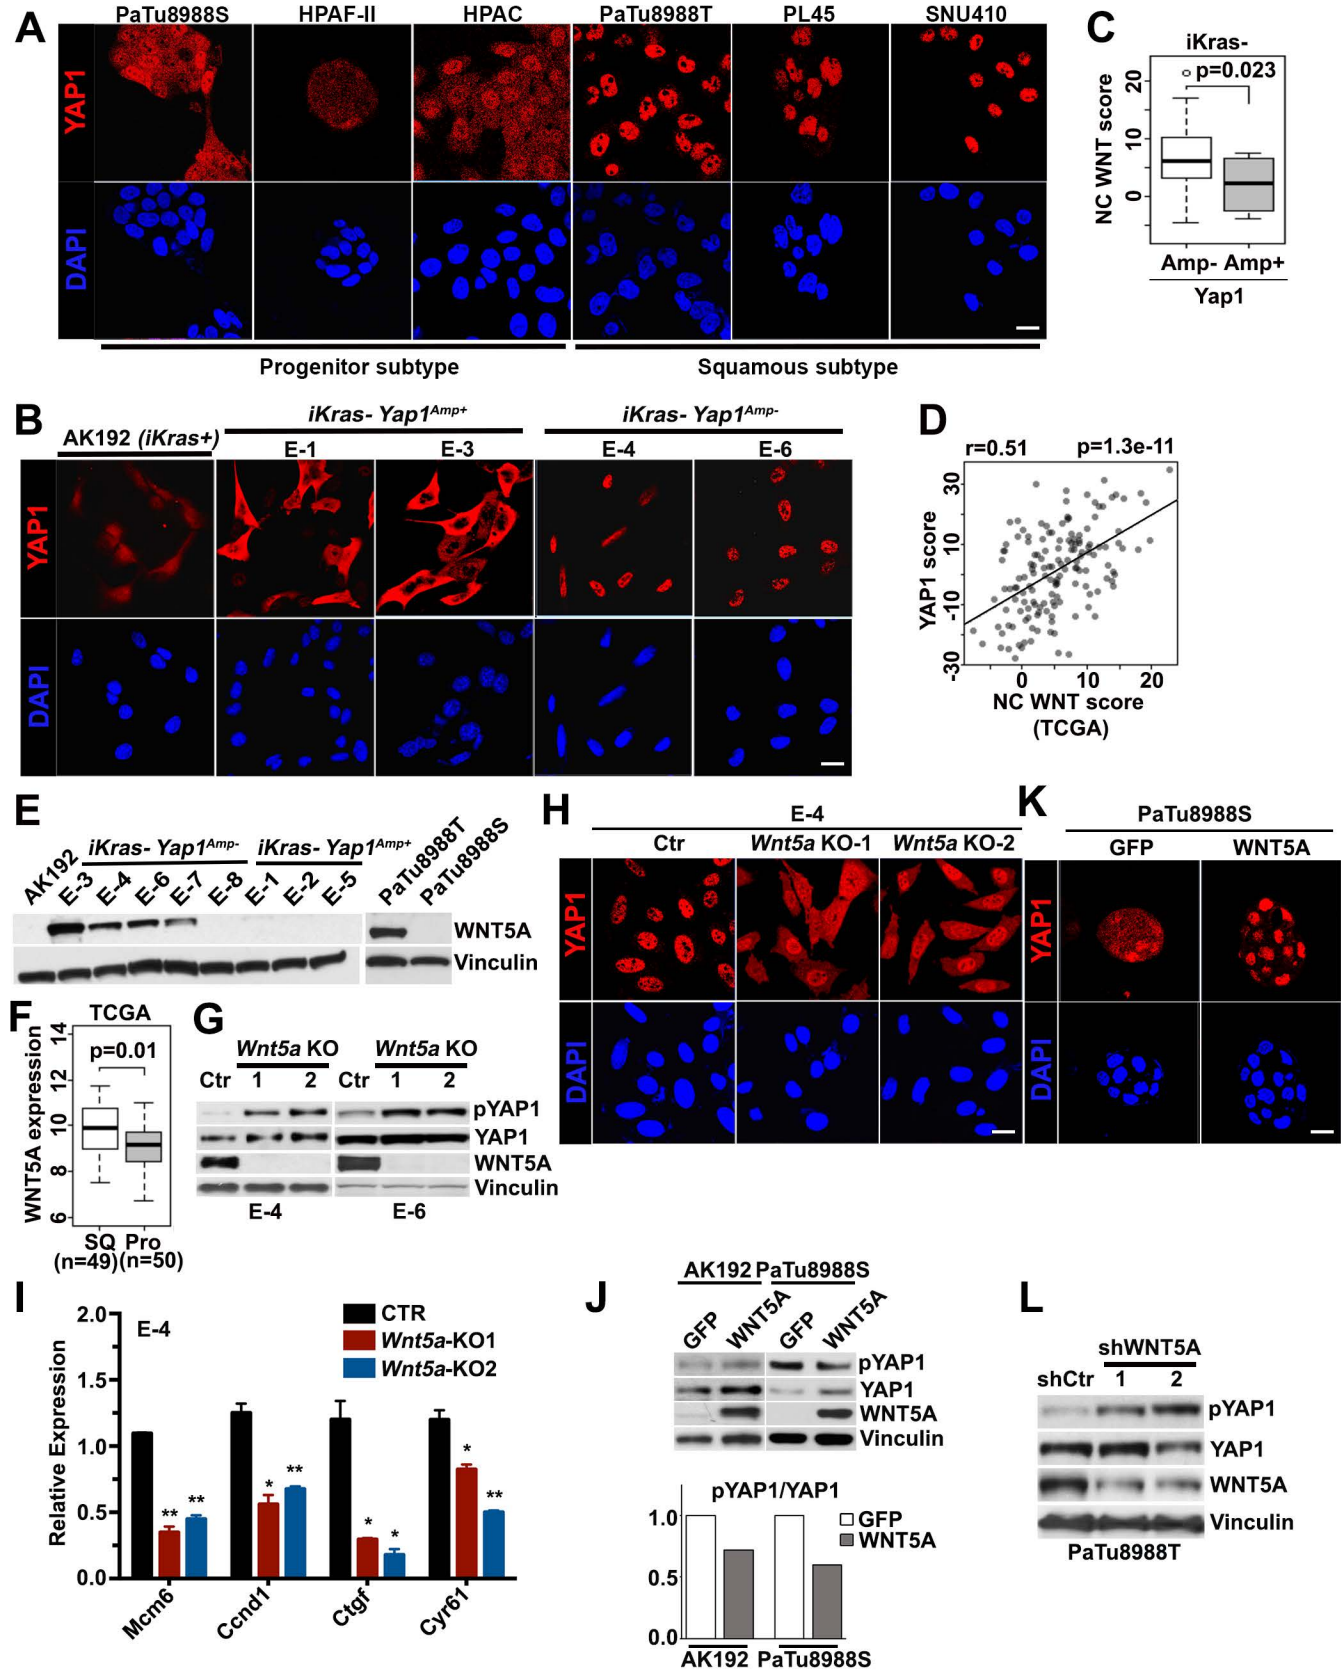 A
PaTu8988S HPAF-II HPAC PaTu8988T PL45 SNU410
YAP1
DAPI
Progenitor subtype Squamous subtype
C
iKras-
p=0.023
NC WNT score
20
10
0
Amp- Amp+
Yap1
B
AK192 (iKras+)
iKras- Yap1Amp+
iKras- Yap1Amp-
E-1 E-3 E-4 E-6
YAP1
DAPI
D
r=0.51 p=1.3e-11
YAP1 score
30
10
-10
-30
0 10 20
NC WNT score
(TCGA)
E
iKras- Yap1Amp- iKras- Yap1Amp+
AK192 E-3 E-4 E-6 E-7 E-8 E-1 E-2 E-5 PaTu8988T PaTu8988S
WNT5A
Vinculin
F
TCGA
p=0.01
WNT5A expression
14
12
10
8
6
SQ Pro
(n=49) (n=50)
G
Wnt5a KO Wnt5a KO
Ctr 1 2 Ctr 1 2
pYAP1
YAP1
WNT5A
Vinculin
E-4 E-6
H
E-4
Ctr Wnt5a KO-1 Wnt5a KO-2
YAP1
DAPI
K
PaTu8988S
GFP WNT5A
YAP1
DAPI
I
E-4
CTR
Wnt5a-KO1
Wnt5a-KO2
Relative Expression
2.0
1.5
1.0
0.5
0.0
** ** * ** * * * **
Mcm6 Ccnd1 Ctgf Cyr61
J
AK192 PaTu8988S
GFP WNT5A GFP WNT5A
pYAP1
YAP1
WNT5A
Vinculin
pYAP1/YAP1
GFP
WNT5A
1.0
0.5
0.0
AK192 PaTu8988S
L
shWNT5A
shCtr 1 2
pYAP1
YAP1
WNT5A
Vinculin
PaTu8988T